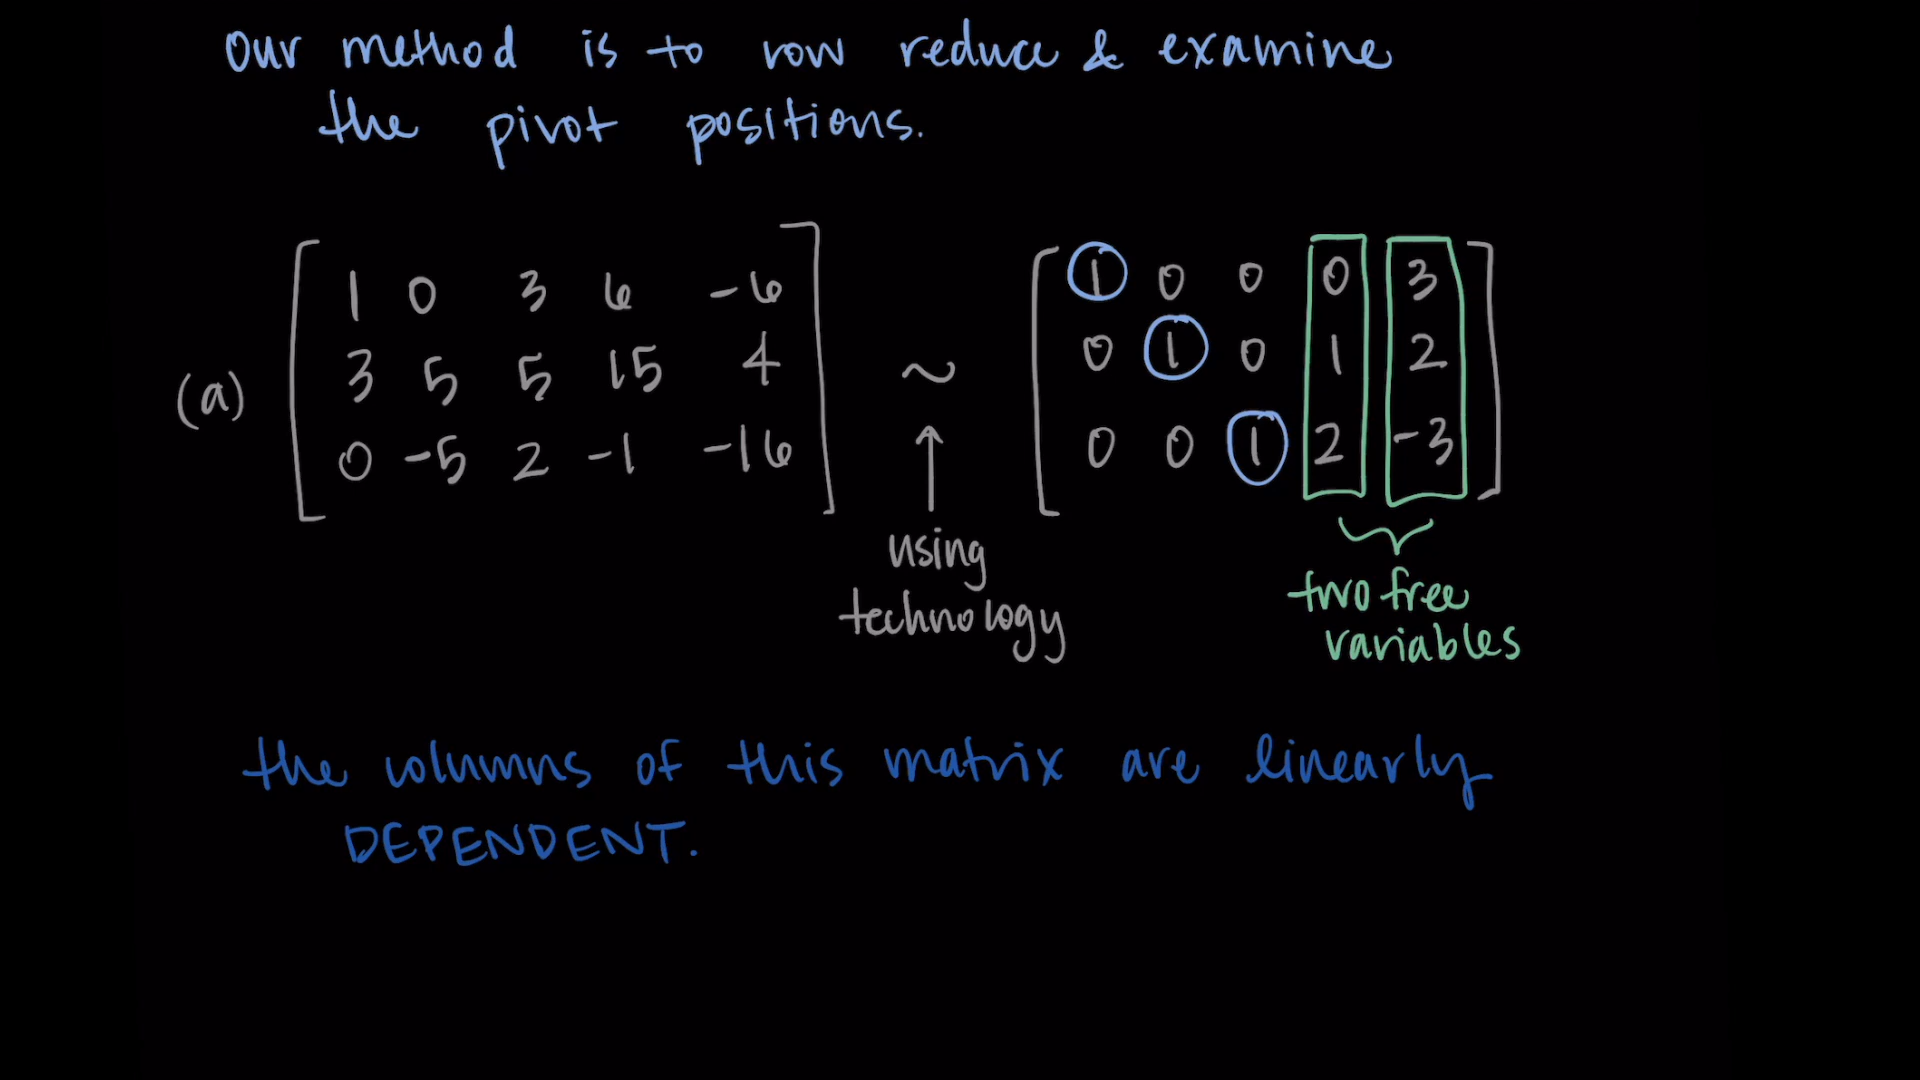 Our method is to row reduce & examine
the pivot positions.
(a) [1 0 3 6 -6
3 5 5 15 4
0 -5 2 -1 -16] ~ [1 0 0 0 3
0 1 0 1 2
0 0 1 2 -3]
using
technology
two free
variables
the columns of this matrix are linearly
DEPENDENT.